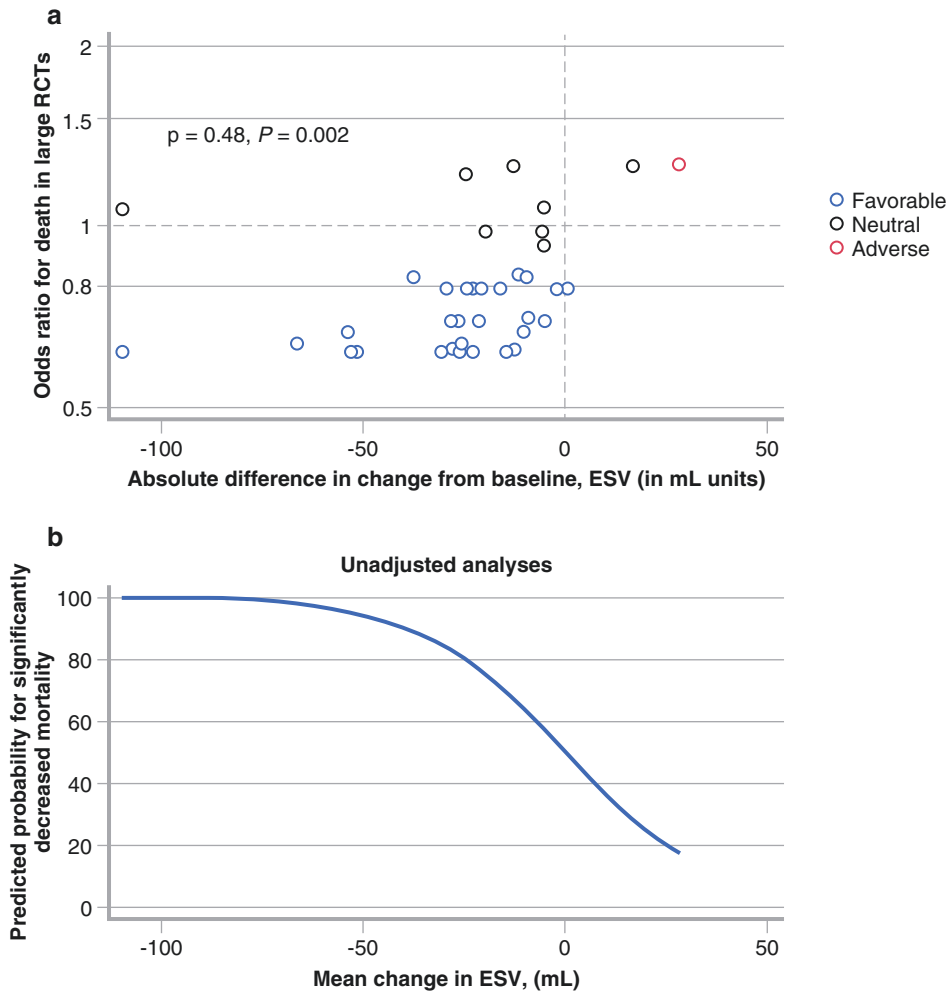 a
Odds ratio for death in large RCTs
2
1.5
1
0.8
0.5
p = 0.48, P = 0.002
-100
-50
0
50
Absolute difference in change from baseline, ESV (in mL units)
Favorable
Neutral
Adverse
b
Unadjusted analyses
Predicted probability for significantly
decreased mortality
100
80
60
40
20
0
-100
-50
0
50
Mean change in ESV, (mL)